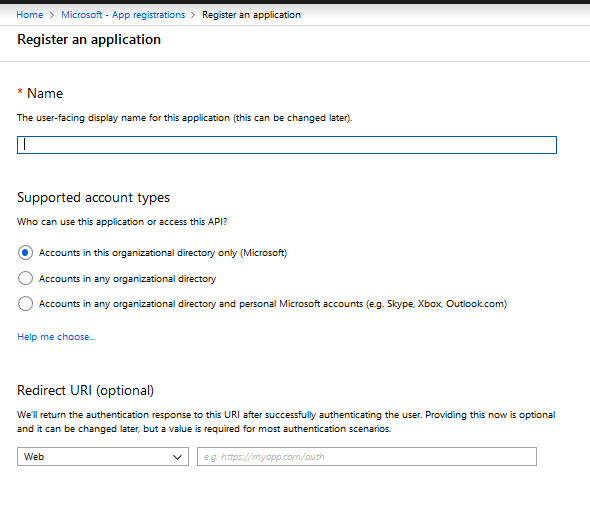 Home > Microsoft - App registrations > Register an application
Register an application
* Name
The user-facing display name for this application (this can be changed later).
Supported account types
Who can use this application or access this API?
Accounts in this organizational directory only (Microsoft)
Accounts in any organizational directory
Accounts in any organizational directory and personal Microsoft accounts (e.g. Skype, Xbox, Outlook.com)
Help me choose...
Redirect URI (optional)
We'll return the authentication response to this URI after successfully authenticating the user. Providing this now is optional
and it can be changed later, but a value is required for most authentication scenarios.
Web e.g. https://myapp.com/auth